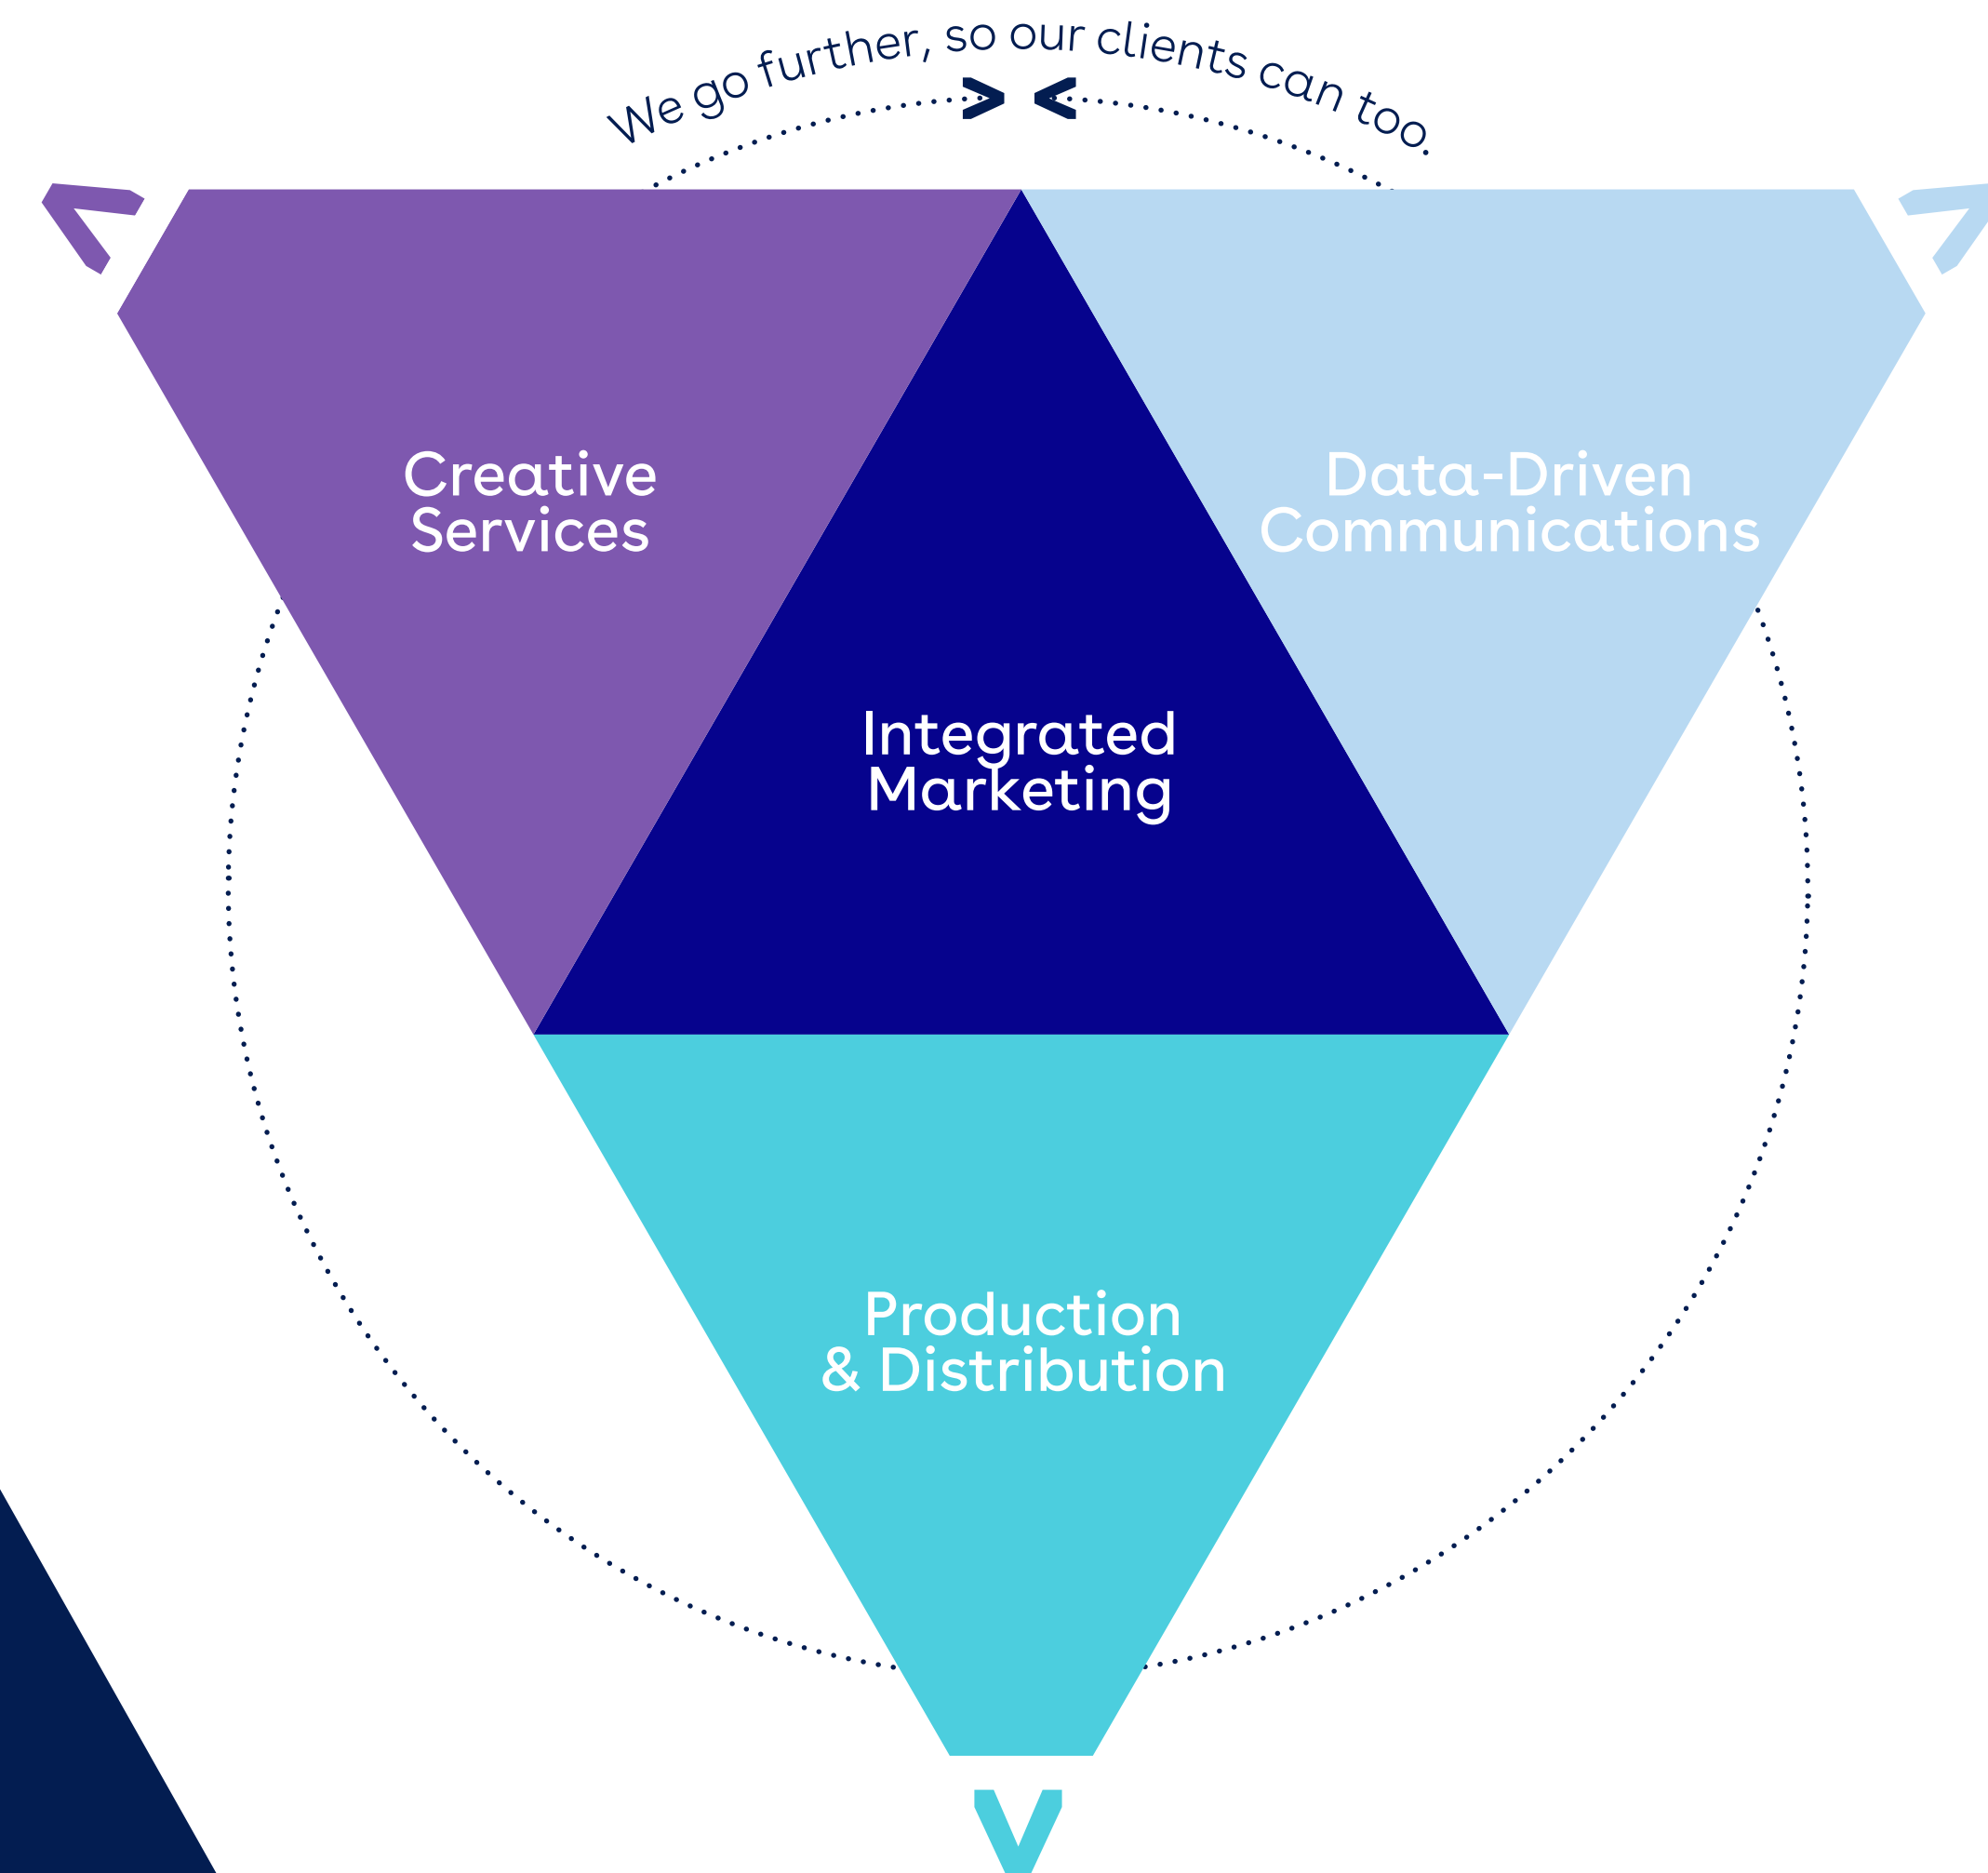 We go further, so our clients can too.
Creative
Services
Data-Driven
Communications
Integrated
Marketing
Production
& Distribution